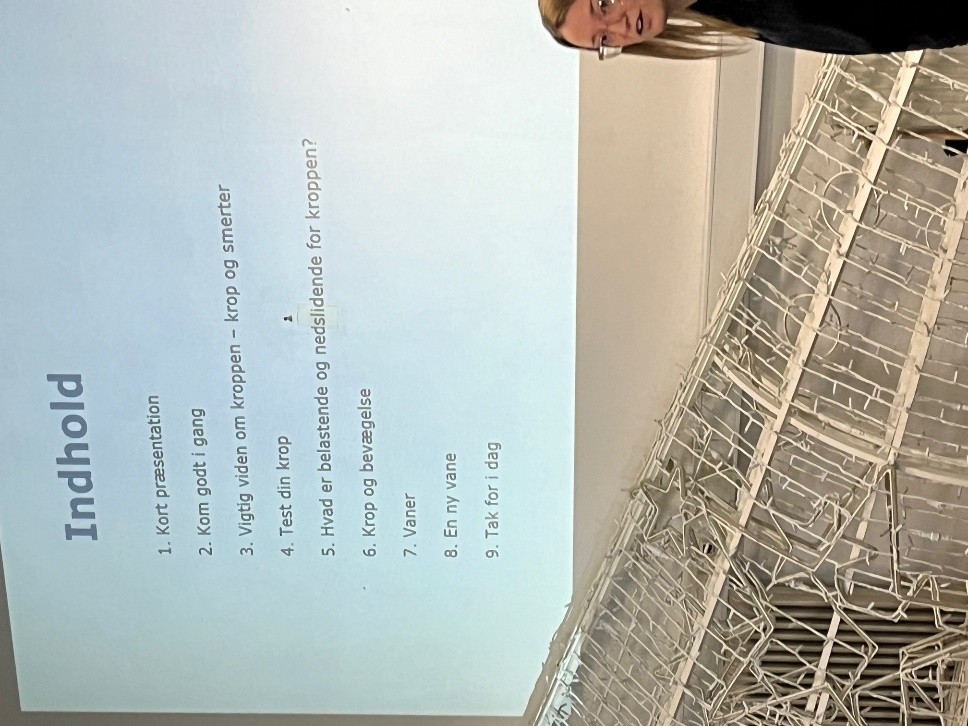 Indhold
1. Kort præsentation
2. Kom godt i gang
3. Vigtig viden om kroppen – krop og smerter
4. Test din krop
5. Hvad er belastende og nedslidende for kroppen?
6. Krop og bevægelse
7. Vaner
8. En ny vane
9. Tak for i dag